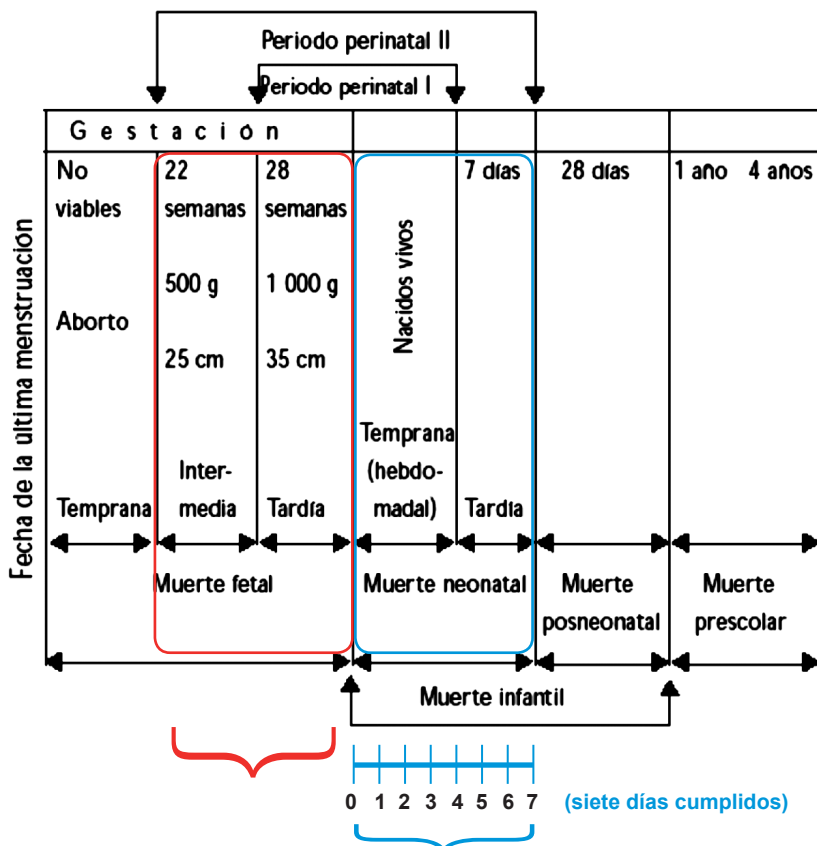 Periodo perinatal II
Periodo perinatal I
Gestación
No viables
22 semanas
28 semanas
7 días
28 días
1 año
4 años
500 g
1 000 g
Aborto
25 cm
35 cm
Nacidos vivos
Fecha de la ultima menstruación
Temprana
Inter-
media
Tardía
Temprana
(hebdo-
madal)
Tardía
Muerte fetal
Muerte neonatal
Muerte
posneonatal
Muerte
prescolar
Muerte infantil
0 1 2 3 4 5 6 7 (siete días cumplidos)